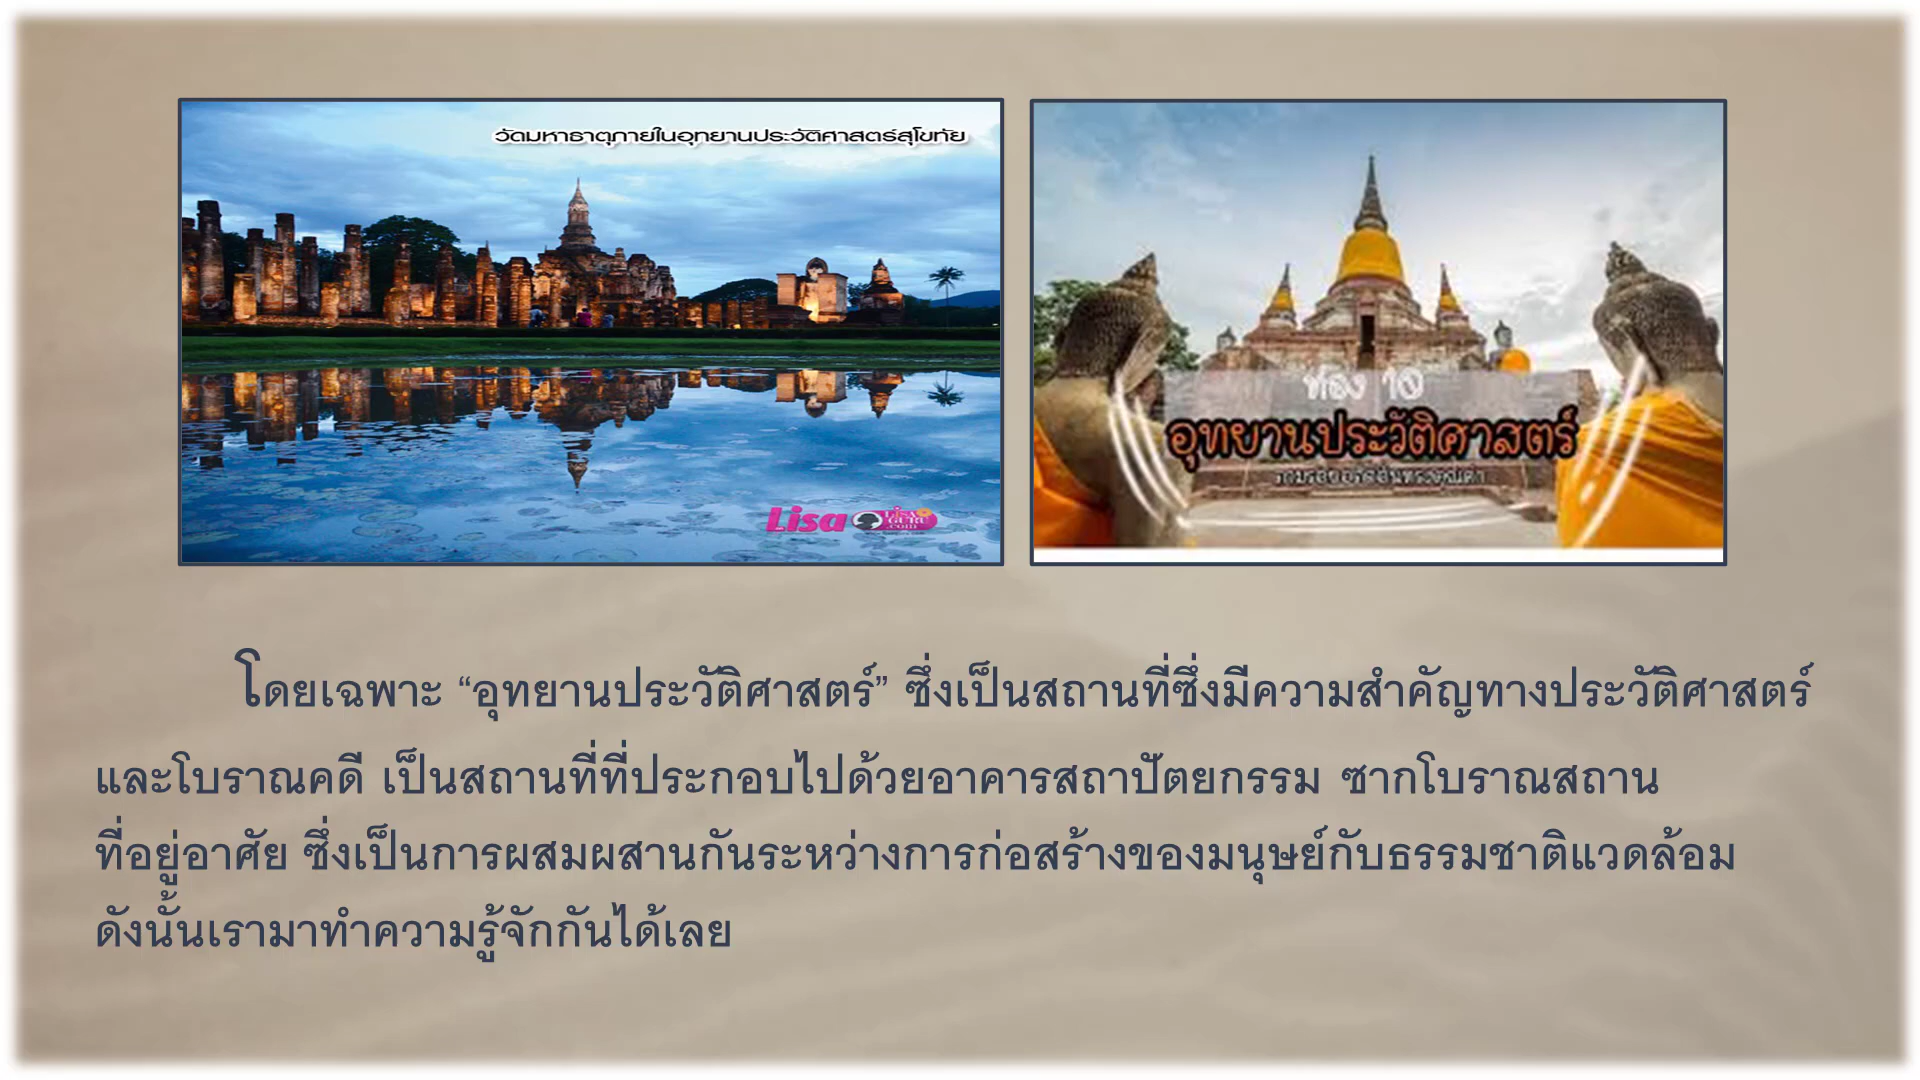 วัดมหาธาตุภายในอุทยานประวัติศาสตร์สุโขทัย
Lisa
LISA
GURU
.com
ท่อง 10
อุทยานประวัติศาสตร์
โดยเฉพาะ “อุทยานประวัติศาสตร์” ซึ่งเป็นสถานที่ซึ่งมีความสำคัญทางประวัติศาสตร์
และโบราณคดี เป็นสถานที่ที่ประกอบไปด้วยอาคารสถาปัตยกรรม ซากโบราณสถาน
ที่อยู่อาศัย ซึ่งเป็นการผสมผสานกันระหว่างการก่อสร้างของมนุษย์กับธรรมชาติแวดล้อม
ดังนั้นเรามาทำความรู้จักกันได้เลย